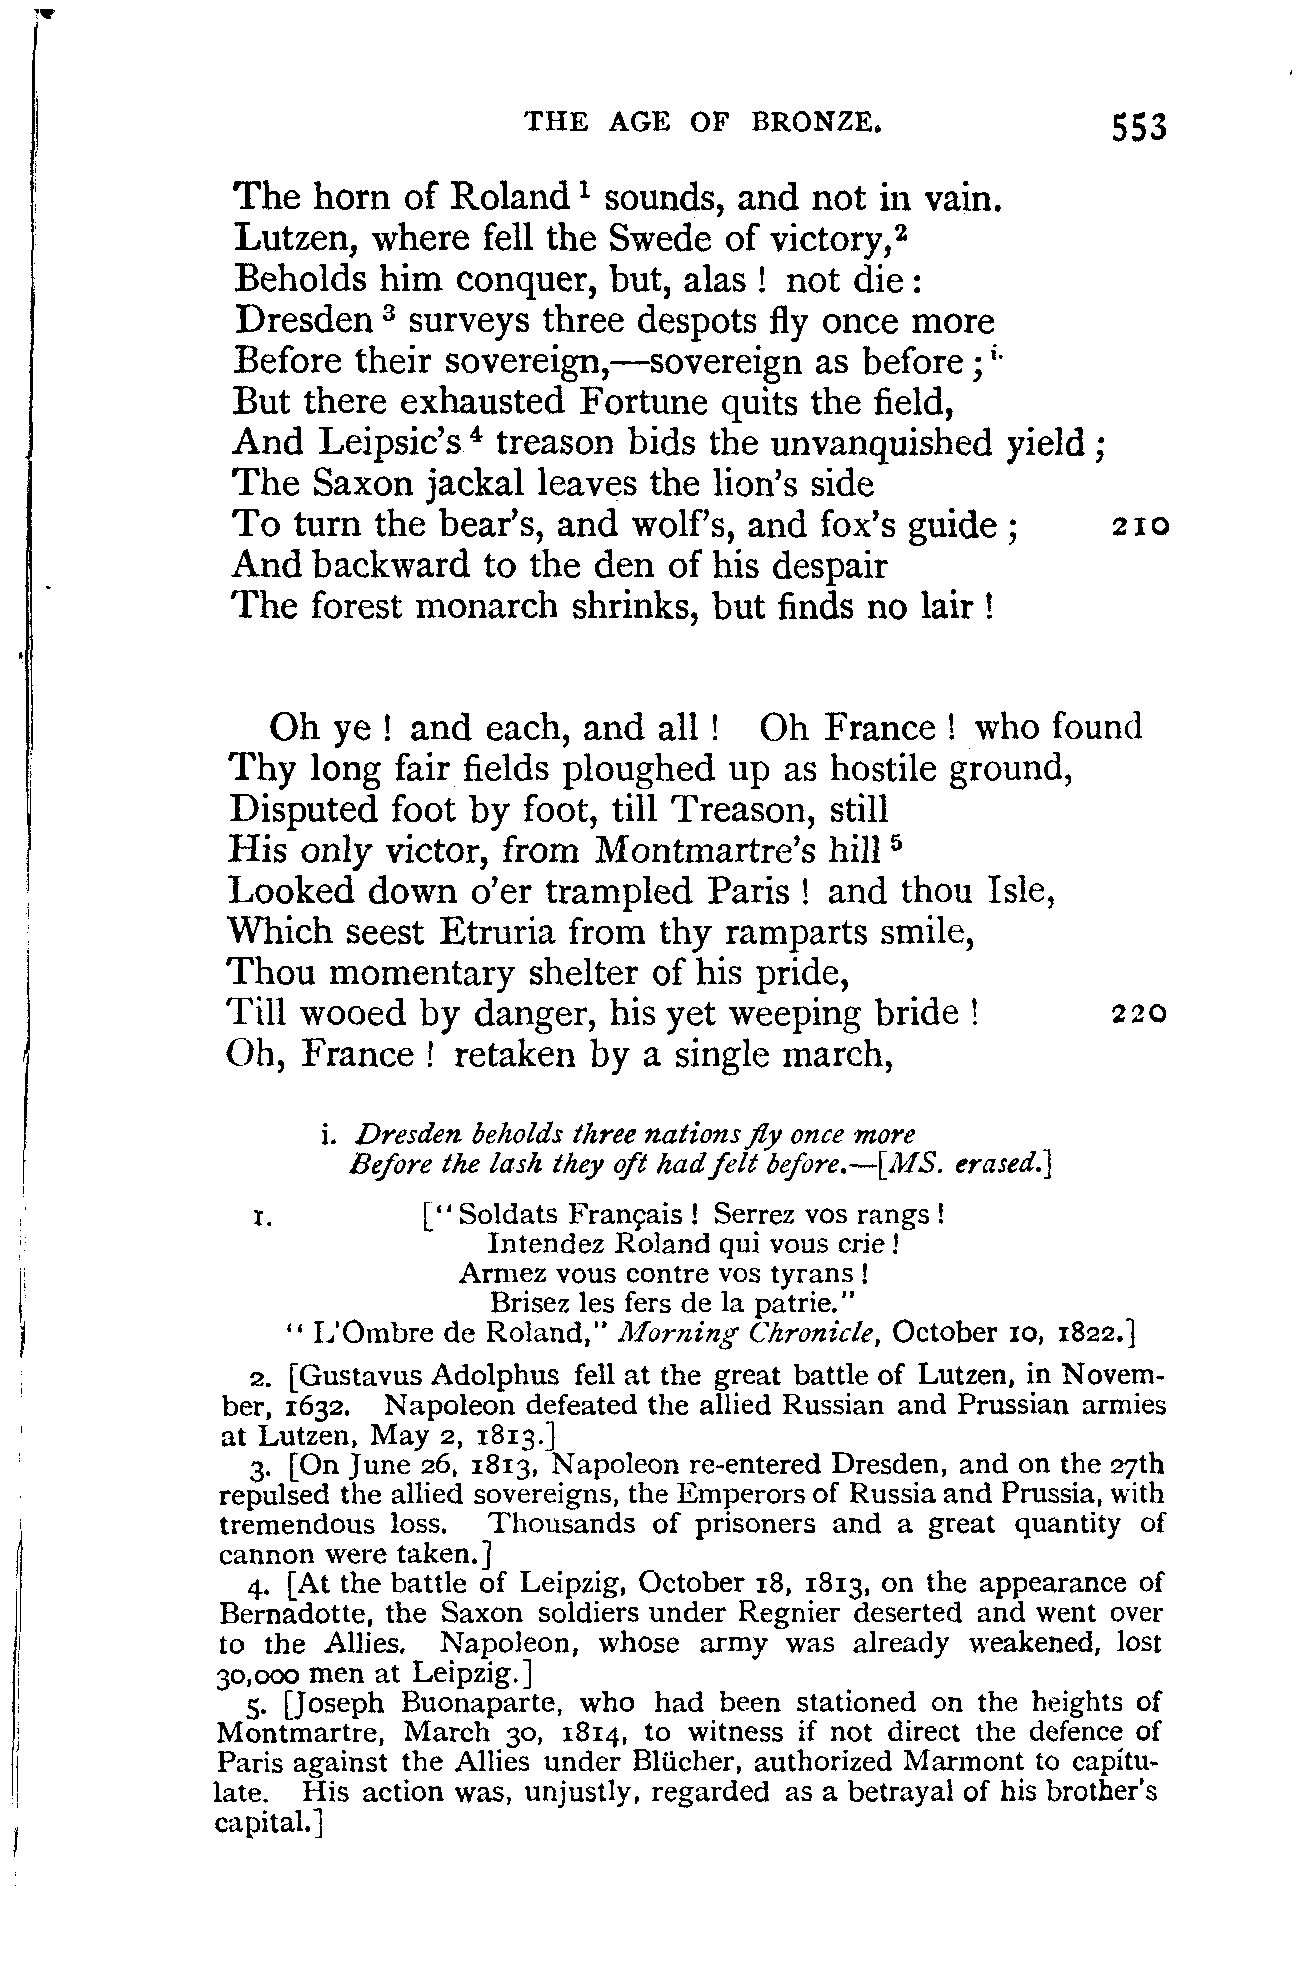 THE AGE OF BRONZE. 553
The horn of Roland ¹ sounds, and not in vain.
Lutzen, where fell the Swede of victory,²
Beholds him conquer, but, alas ! not die :
Dresden ³ surveys three despots fly once more
Before their sovereign,—sovereign as before ; i.
But there exhausted Fortune quits the field,
And Leipsic's ⁴ treason bids the unvanquished yield ;
The Saxon jackal leaves the lion's side
To turn the bear's, and wolf's, and fox's guide ; 210
And backward to the den of his despair
The forest monarch shrinks, but finds no lair !
Oh ye ! and each, and all ! Oh France ! who found
Thy long fair fields ploughed up as hostile ground,
Disputed foot by foot, till Treason, still
His only victor, from Montmartre's hill ⁵
Looked down o'er trampled Paris ! and thou Isle,
Which seest Etruria from thy ramparts smile,
Thou momentary shelter of his pride,
Till wooed by danger, his yet weeping bride ! 220
Oh, France ! retaken by a single march,
i. Dresden beholds three nations fly once more
Before the lash they oft had felt before.—[MS. erased.]
1. ["Soldats Français ! Serrez vos rangs !
Intendez Roland qui vous crie !
Armez vous contre vos tyrans !
Brisez les fers de la patrie."
"L'Ombre de Roland," Morning Chronicle, October 10, 1822.]
2. [Gustavus Adolphus fell at the great battle of Lutzen, in Novem-
ber, 1632. Napoleon defeated the allied Russian and Prussian armies
at Lutzen, May 2, 1813.]
3. [On June 26, 1813, Napoleon re-entered Dresden, and on the 27th
repulsed the allied sovereigns, the Emperors of Russia and Prussia, with
tremendous loss. Thousands of prisoners and a great quantity of
cannon were taken.]
4. [At the battle of Leipzig, October 18, 1813, on the appearance of
Bernadotte, the Saxon soldiers under Regnier deserted and went over
to the Allies. Napoleon, whose army was already weakened, lost
30,000 men at Leipzig.]
5. [Joseph Buonaparte, who had been stationed on the heights of
Montmartre, March 30, 1814, to witness if not direct the defence of
Paris against the Allies under Blücher, authorized Marmont to capitu-
late. His action was, unjustly, regarded as a betrayal of his brother's
capital.]